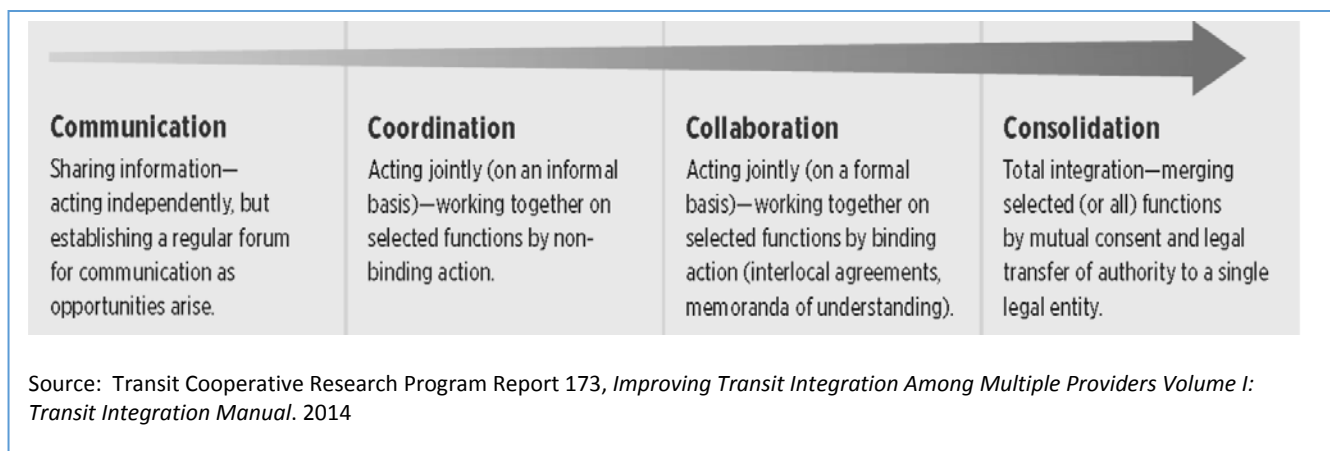 Communication
Sharing information—
acting independently, but
establishing a regular forum
for communication as
opportunities arise.
Coordination
Acting jointly (on an informal
basis)—working together on
selected functions by non-
binding action.
Collaboration
Acting jointly (on a formal
basis)—working together on
selected functions by binding
action (interlocal agreements,
memoranda of understanding).
Consolidation
Total integration—merging
selected (or all) functions
by mutual consent and legal
transfer of authority to a single
legal entity.
Source: Transit Cooperative Research Program Report 173, Improving Transit Integration Among Multiple Providers Volume I:
Transit Integration Manual. 2014